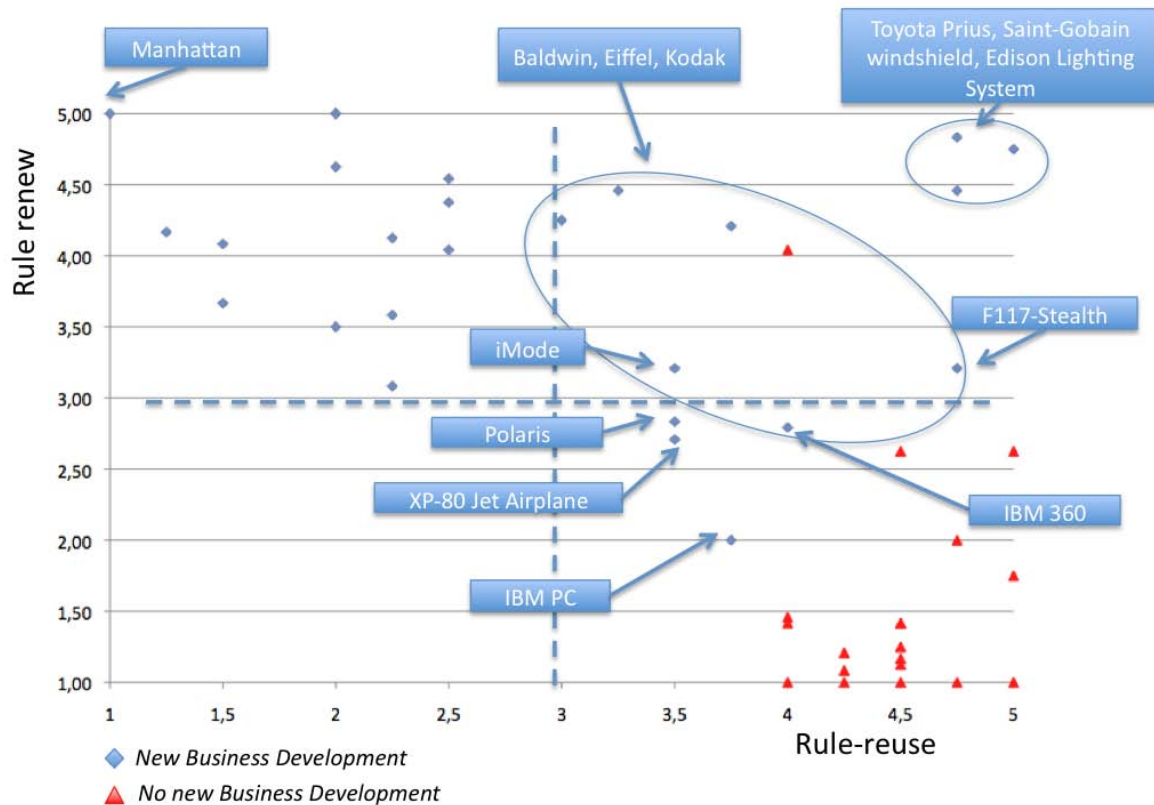 Manhattan
Baldwin, Eiffel, Kodak
Toyota Prius, Saint-Gobain
windshield, Edison Lighting
System
Rule renew
5,00
4,50
4,00
3,50
3,00
2,50
2,00
1,50
1,00
iMode
F117-Stealth
Polaris
XP-80 Jet Airplane
IBM 360
IBM PC
1 1,5 2 2,5 3 3,5 4 4,5 5
Rule-reuse
New Business Development
No new Business Development